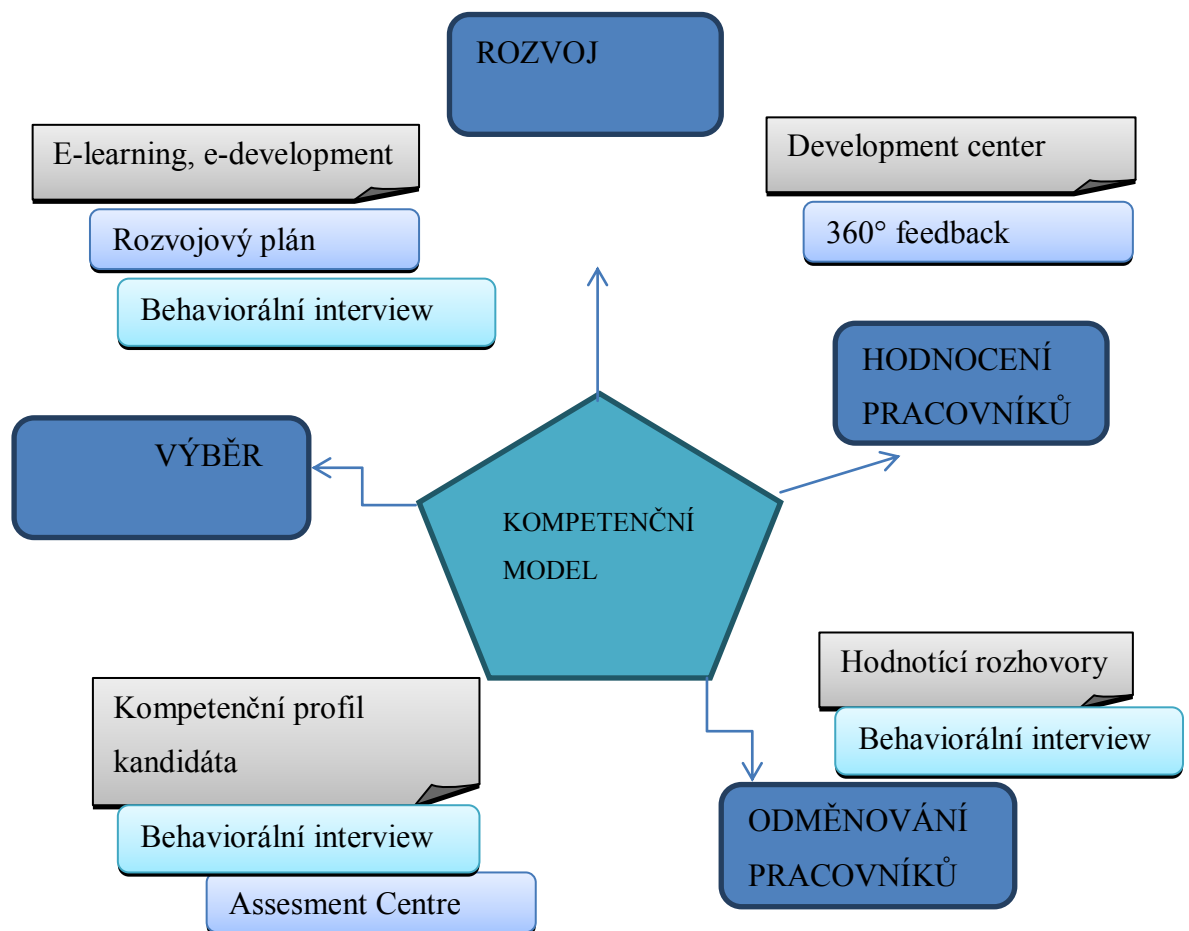 ROZVOJ
E-learning, e-development
Rozvojový plán
Behaviorální interview
Development center
360° feedback
HODNOCENÍ
PRACOVNÍKŮ
VÝBĚR
KOMPETENČNÍ
MODEL
Hodnotící rozhovory
Behaviorální interview
Kompetenční profil
kandidáta
Behaviorální interview
Assesment Centre
ODMĚNOVÁNÍ
PRACOVNÍKŮ